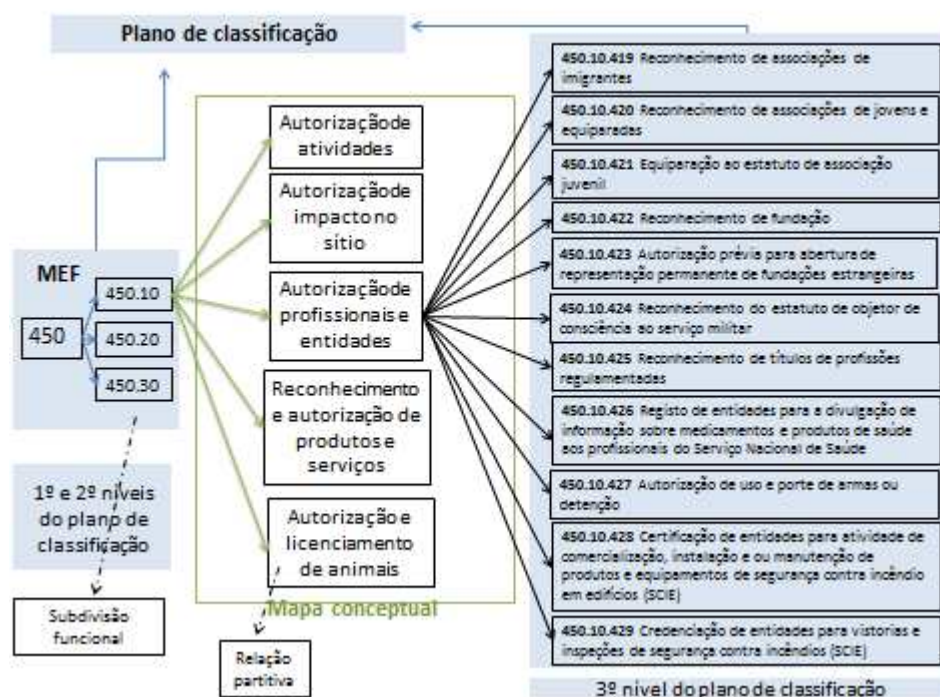 Plano de classificação
MEF
450
450.10
450.20
450.30
1º e 2º níveis
do plano de
classificação
Subdivisão
funcional
Autorizaçãode
atividades
Autorizaçãode
impacto no
sítio
Autorizaçãode
profissionais e
entidades
Reconhecimento
e autorização de
produtos e
serviços
Autorização e
licenciamento
de animais
Mapa conceptual
Relação
partitiva
450.10.419 Reconhecimento de associações de
imigrantes
450.10.420 Reconhecimento de associações de jovens e
equiparadas
450.10.421 Equiparação ao estatuto de associação
juvenil
450.10.422 Reconhecimento de fundação
450.10.423 Autorização prévia para abertura de
representação permanente de fundações estrangeiras
450.10.424 Reconhecimento do estatuto de objetor de
consciência ao serviço militar
450.10.425 Reconhecimento de títulos de profissões
regulamentadas
450.10.426 Registo de entidades para a divulgação de
informação sobre medicamentos e produtos de saúde
aos profissionais do Serviço Nacional de Saúde
450.10.427 Autorização de uso e porte de armas ou
detenção
450.10.428 Certificação de entidades para atividade de
comercialização, instalação e ou manutenção de
produtos e equipamentos de segurança contra incêndio
em edifícios (SCIE)
450.10.429 Credenciação de entidades para vistorias e
inspeções de segurança contra incêndios (SCIE)
3º nível do plano de classificação